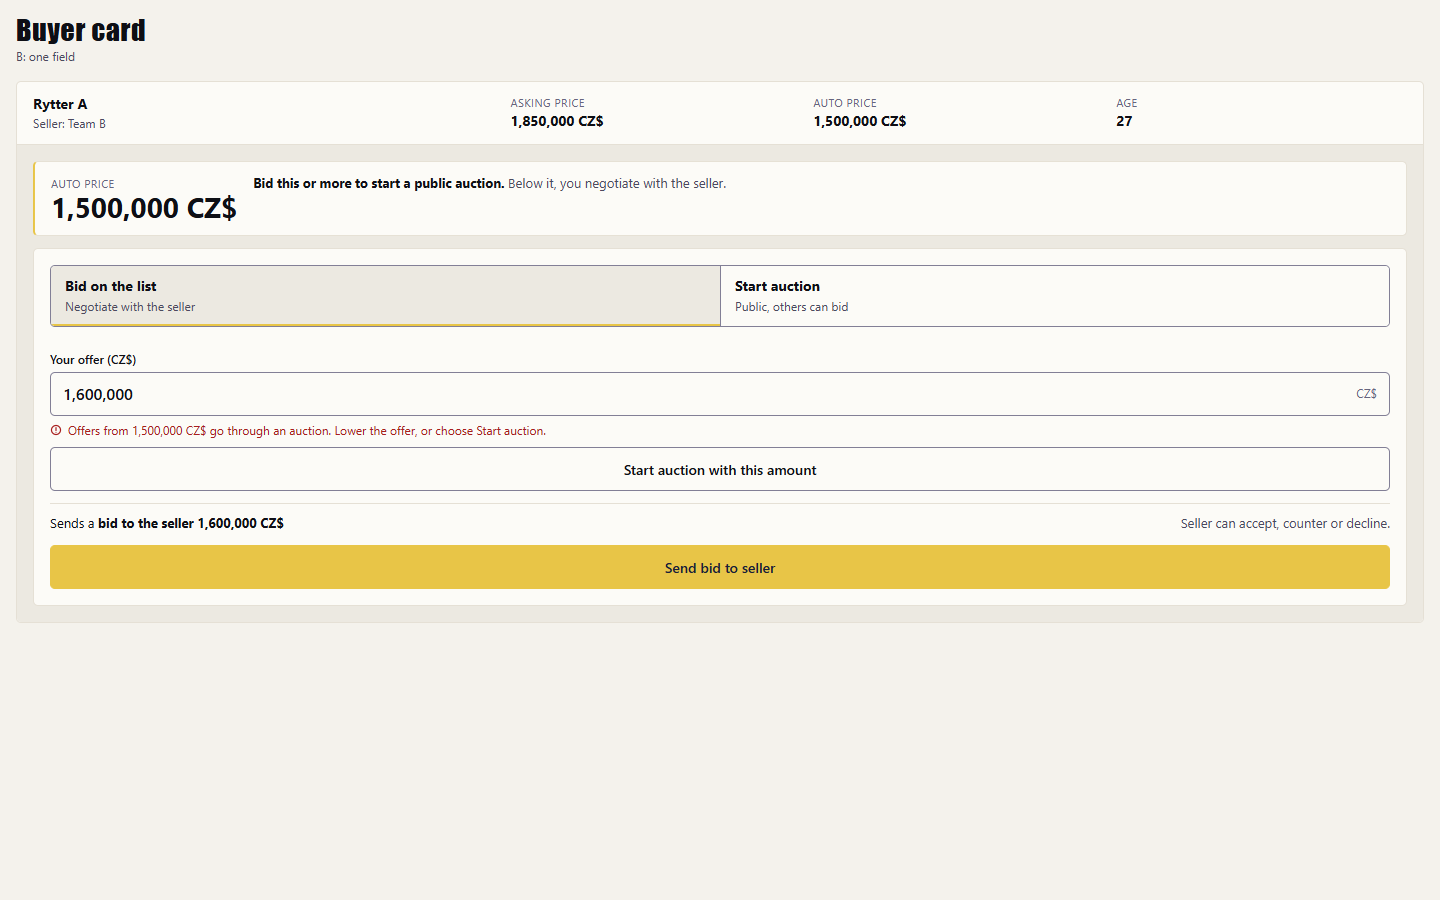 Buyer card
B: one field
Rytter A
Seller: Team B
ASKING PRICE
1,850,000 CZ$
AUTO PRICE
1,500,000 CZ$
AGE
27
AUTO PRICE
1,500,000 CZ$
Bid this or more to start a public auction. Below it, you negotiate with the seller.
Bid on the list
Negotiate with the seller
Start auction
Public, others can bid
Your offer (CZ$)
1,600,000
CZ$
Offers from 1,500,000 CZ$ go through an auction. Lower the offer, or choose Start auction.
Start auction with this amount
Sends a bid to the seller 1,600,000 CZ$
Seller can accept, counter or decline.
Send bid to seller